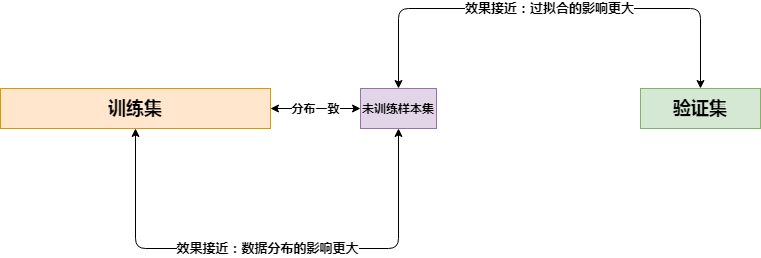 效果接近：过拟合的影响更大
训练集
分布一致
未训练样本集
验证集
效果接近：数据分布的影响更大